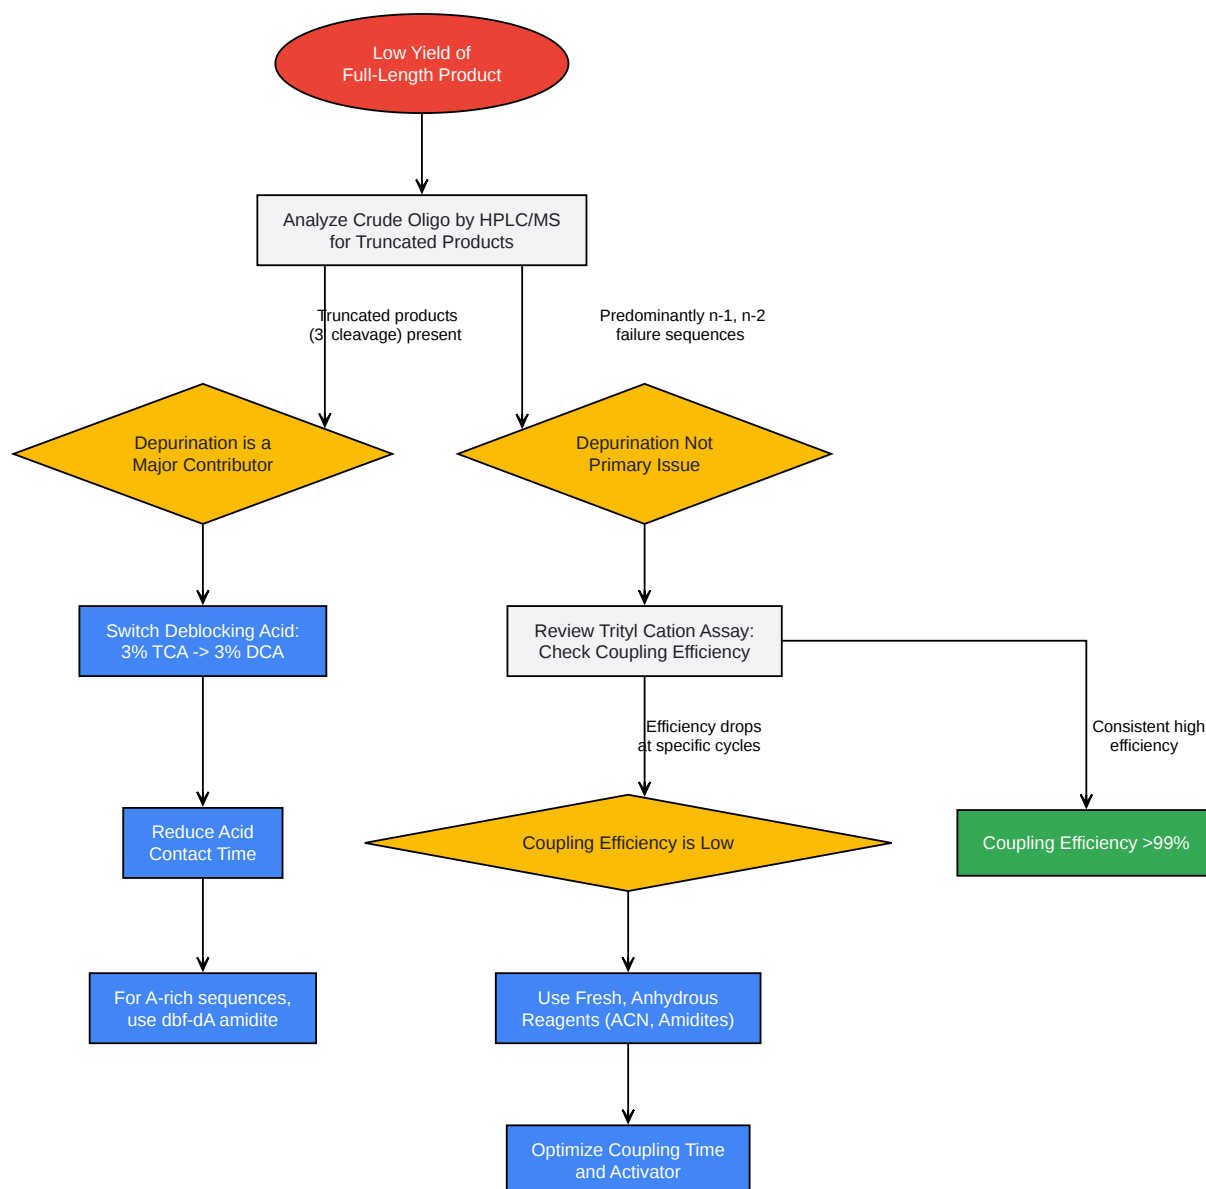 Low Yield of
Full-Length Product
Analyze Crude Oligo by HPLC/MS
for Truncated Products
Truncated products
(3' cleavage) present
Predominantly n-1, n-2
failure sequences
Depurination is a
Major Contributor
Depurination Not
Primary Issue
Switch Deblocking Acid:
3% TCA -> 3% DCA
Review Trityl Cation Assay:
Check Coupling Efficiency
Efficiency drops
at specific cycles
Consistent high
efficiency
Reduce Acid
Contact Time
Coupling Efficiency is Low
Coupling Efficiency >99%
For A-rich sequences,
use dbf-dA amidite
Use Fresh, Anhydrous
Reagents (ACN, Amidites)
Optimize Coupling Time
and Activator